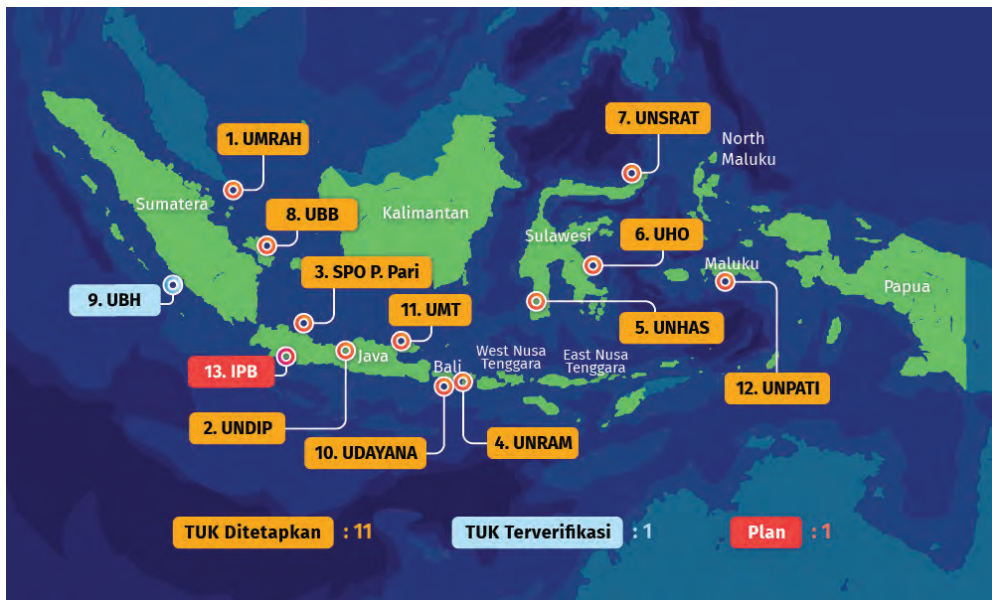 7. UNSRAT
North
Maluku
1. UMRAH
Sumatera
8. UBB
Kalimantan
Sulawesi
6. UHO
3. SPO P. Pari
Maluku
9. UBH
11. UMT
Papua
5. UNHAS
13. IPB
Java
Bali
West Nusa
Tenggara
East Nusa
Tenggara
12. UNPATI
2. UNDIP
10. UDAYANA
4. UNRAM
TUK Ditetapkan : 11
TUK Terverifikasi : 1
Plan : 1